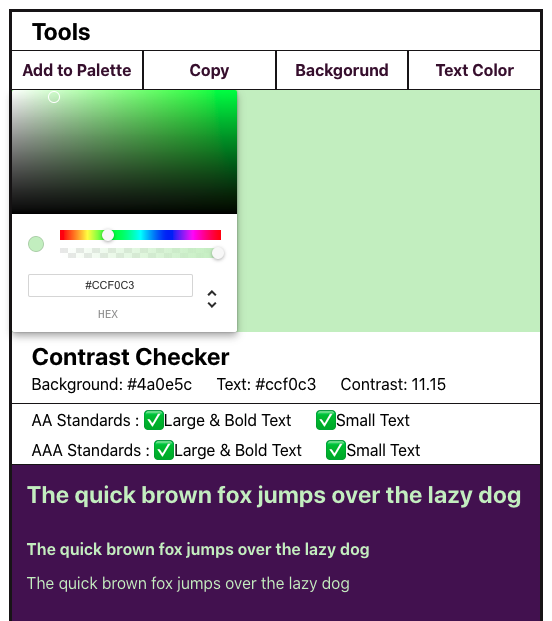 Tools
Add to Palette Copy Backgorund Text Color
#CCF0C3
HEX
Contrast Checker
Background: #4a0e5c Text: #ccf0c3 Contrast: 11.15
AA Standards : ✅Large & Bold Text ✅Small Text
AAA Standards : ✅Large & Bold Text ✅Small Text
The quick brown fox jumps over the lazy dog
The quick brown fox jumps over the lazy dog
The quick brown fox jumps over the lazy dog